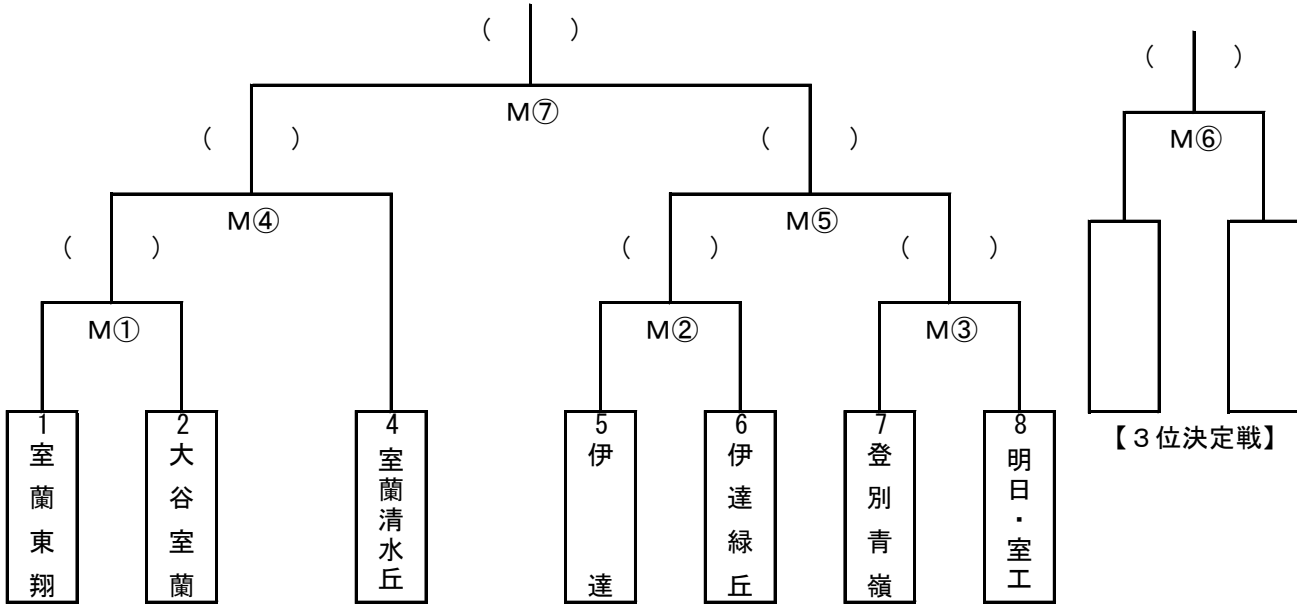 (　　)
(　　)
M⑦
M⑥
(　　)
(　　)
M④
M⑤
(　　)
(　　)
(　　)
M①
M②
M③
1
室蘭東翔
2
大谷室蘭
4
室蘭清水丘
5
伊達
6
伊達緑丘
7
登別青嶺
8
明日・室工
【３位決定戦】